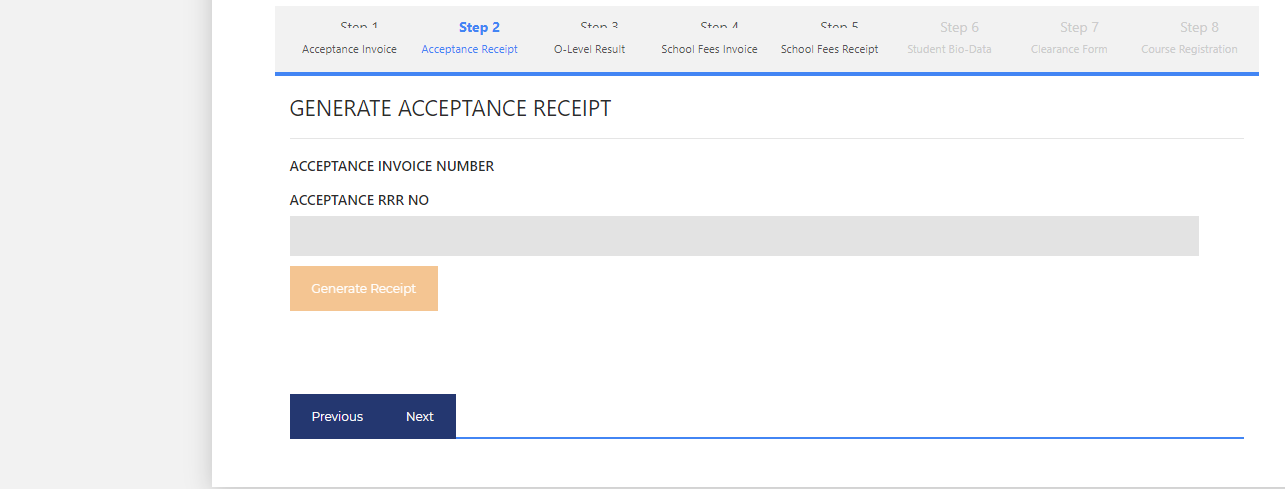 Step 1 Step 2 Step 3 Step 4 Step 5 Step 6 Step 7 Step 8
Acceptance Invoice Acceptance Receipt O-Level Result School Fees Invoice School Fees Receipt Student Bio-Data Clearance Form Course Registration
GENERATE ACCEPTANCE RECEIPT
ACCEPTANCE INVOICE NUMBER
ACCEPTANCE RRR NO
Generate Receipt
Previous Next